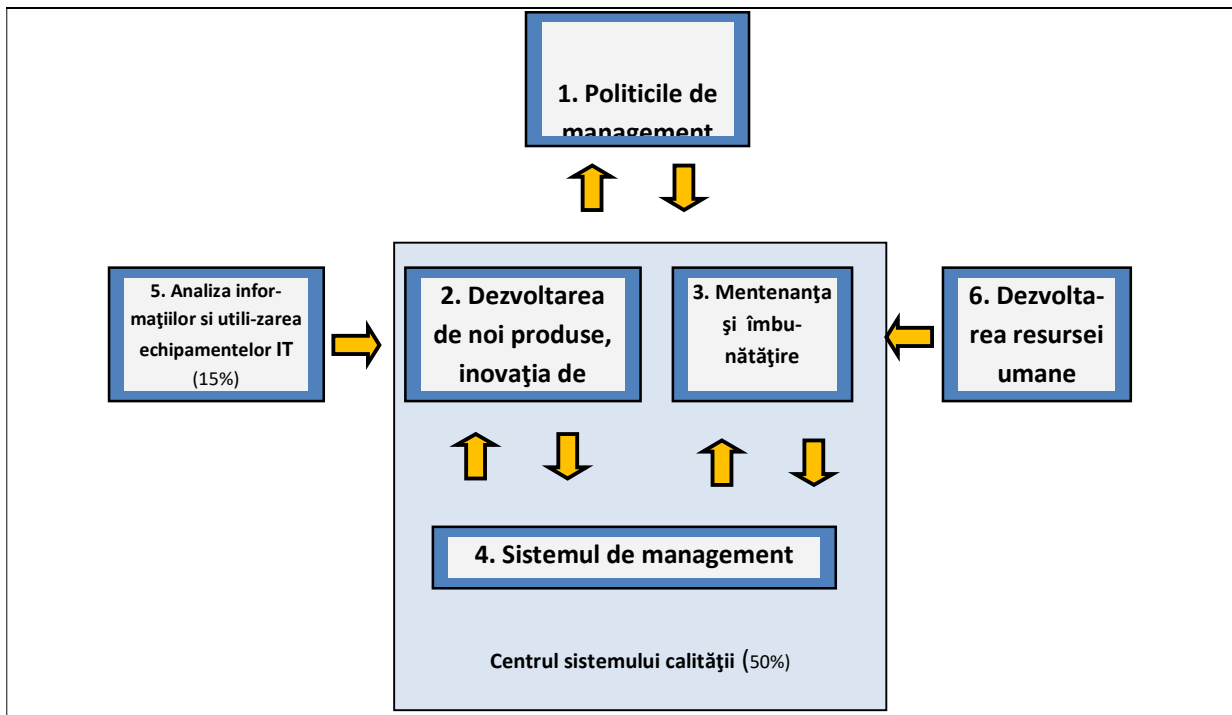 1. Politicile de
management
5. Analiza infor-
maţiilor si utili-zarea
echipamentelor IT
(15%)
2. Dezvoltarea
de noi produse,
inovaţia de
3. Mentenanţa
şi îmbu-
nătăţire
6. Dezvolta-
rea resursei
umane
4. Sistemul de management
Centrul sistemului calităţii (50%)